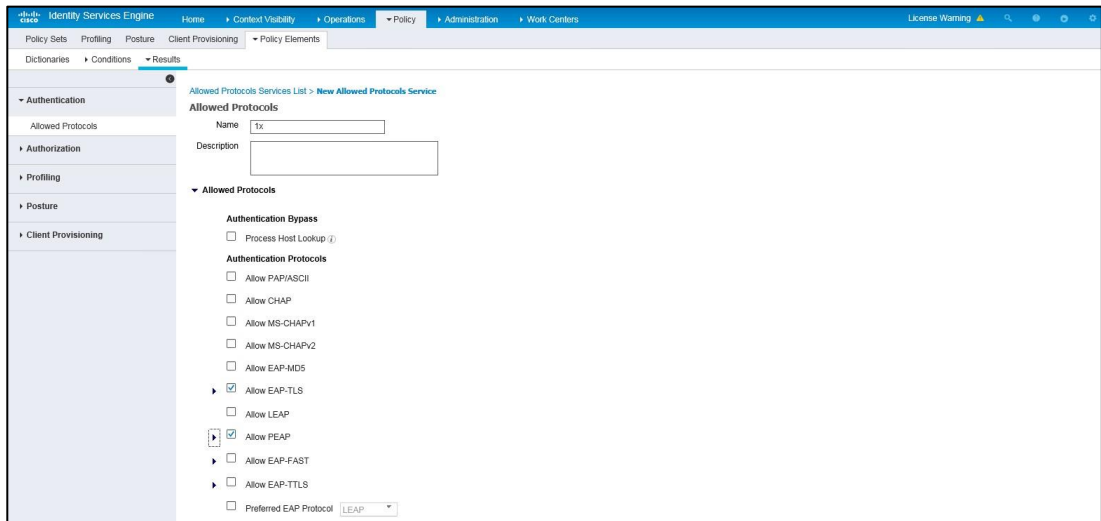 cisco Identity Services Engine Home Context Visibility Operations Policy Administration Work Centers License Warning
Policy Sets Profiling Posture Client Provisioning Policy Elements
Dictionaries Conditions Results
Authentication
Allowed Protocols
Authorization
Profiling
Posture
Client Provisioning
Allowed Protocols Services List > New Allowed Protocols Service
Allowed Protocols
Name 1x
Description
Allowed Protocols
Authentication Bypass
Process Host Lookup
Authentication Protocols
Allow PAP/ASCII
Allow CHAP
Allow MS-CHAPv1
Allow MS-CHAPv2
Allow EAP-MD5
Allow EAP-TLS
Allow LEAP
Allow PEAP
Allow EAP-FAST
Allow EAP-TTLS
Preferred EAP Protocol LEAP